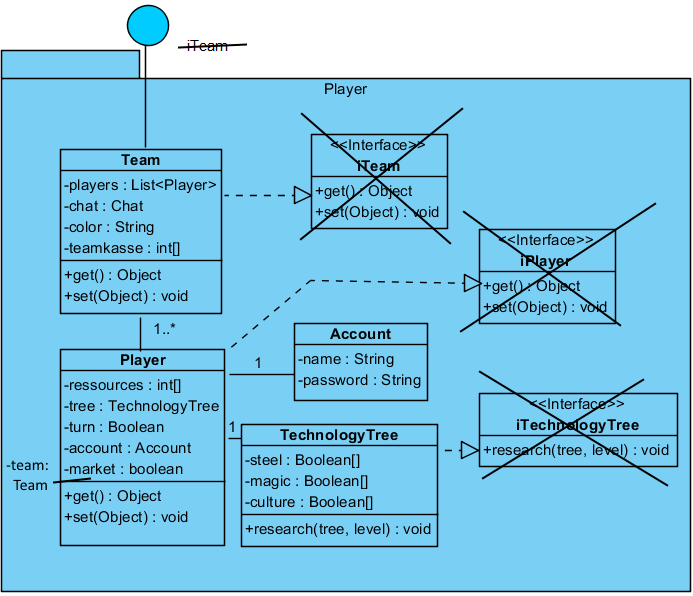 iTeam
Player
Team
-players : List<Player>
-chat : Chat
-color : String
-teamkasse : int[]
+get() : Object
+set(Object) : void
<<Interface>>
iTeam
+get() : Object
+set(Object) : void
<<Interface>>
iPlayer
+get() : Object
+set(Object) : void
1..*
Player
-ressources : int[]
-tree : TechnologyTree
-turn : Boolean
-account : Account
-market : boolean
+get() : Object
+set(Object) : void
-team:
Team
1
Account
-name : String
-password : String
1
TechnologyTree
-steel : Boolean[]
-magic : Boolean[]
-culture : Boolean[]
+research(tree, level) : void
<<Interface>>
iTechnologyTree
+research(tree, level) : void